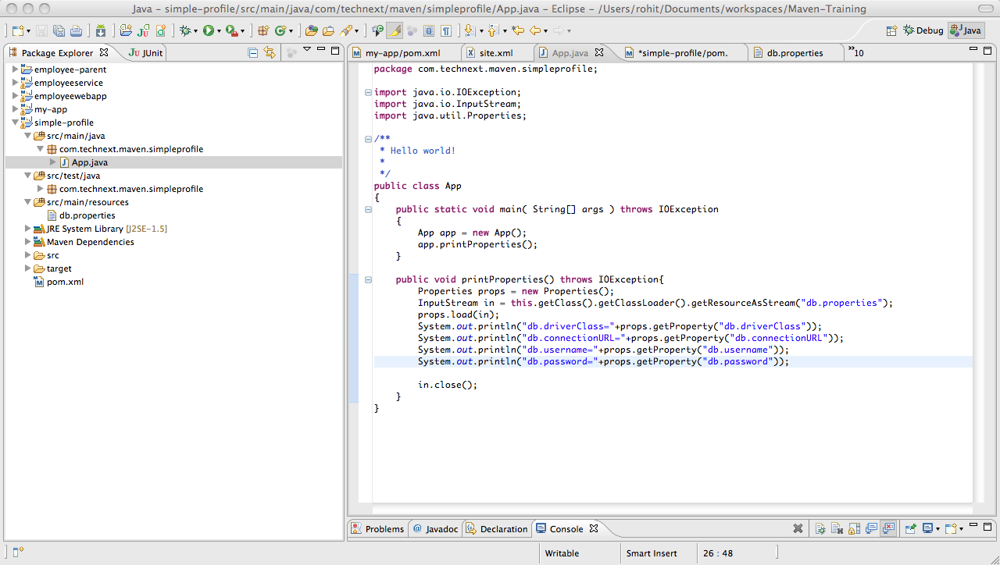 Java – simple-profile/src/main/java/com/technext/maven/simpleprofile/App.java – Eclipse – /Users/rohit/Documents/workspaces/Maven-Training
Debug
Java
Package Explorer
JUnit
employee-parent
employeeservice
employeewebapp
my-app
simple-profile
src/main/java
com.technext.maven.simpleprofile
App.java
src/test/java
com.technext.maven.simpleprofile
src/main/resources
db.properties
JRE System Library [J2SE-1.5]
Maven Dependencies
src
target
pom.xml
my-app/pom.xml
site.xml
App.java
*simple-profile/pom.
db.properties
»10
package com.technext.maven.simpleprofile;
import java.io.IOException;
import java.io.InputStream;
import java.util.Properties;
/**
 * Hello world!
 *
 */
public class App
{
    public static void main( String[] args ) throws IOException
    {
        App app = new App();
        app.printProperties();
    }
    public void printProperties() throws IOException{
        Properties props = new Properties();
        InputStream in = this.getClass().getClassLoader().getResourceAsStream("db.properties");
        props.load(in);
        System.out.println("db.driverClass="+props.getProperty("db.driverClass"));
        System.out.println("db.connectionURL="+props.getProperty("db.connectionURL"));
        System.out.println("db.username="+props.getProperty("db.username"));
        System.out.println("db.password="+props.getProperty("db.password"));
        in.close();
    }
}
Problems
@ Javadoc
Declaration
Console
Writable
Smart Insert
26 : 48